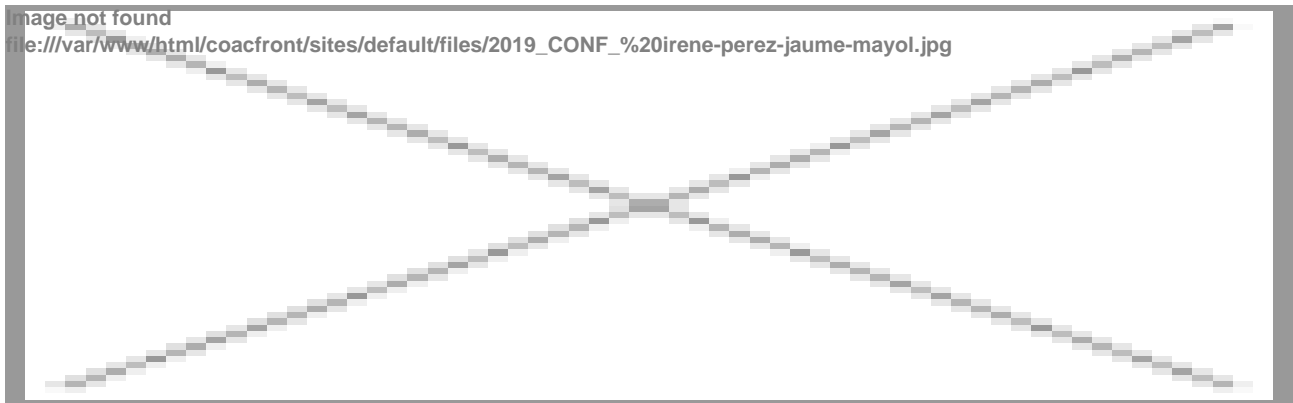 Image not found
file:///var/www/html/coacfront/sites/default/files/2019_CONF_%20irene-perez-jaume-mayol.jpg